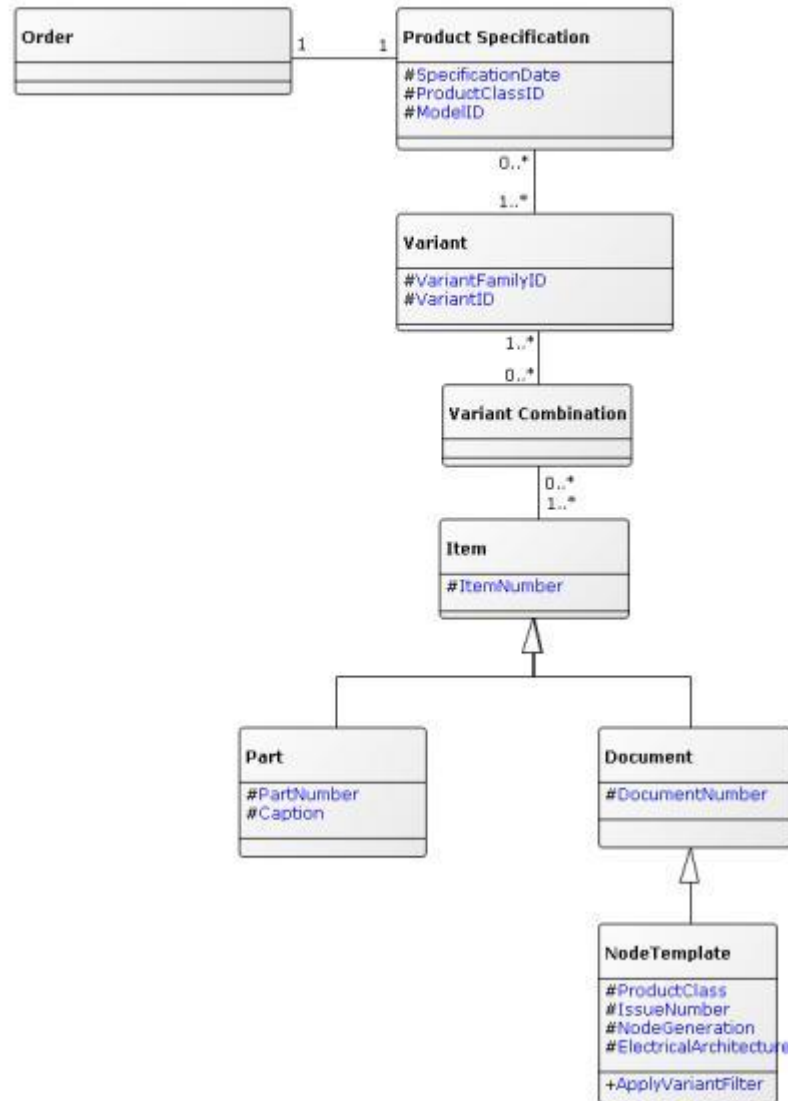 Order
1
1
Product Specification
#SpecificationDate
#ProductClassID
#ModelID
0..*
1..*
Variant
#VariantFamilyID
#VariantID
1..*
0..*
Variant Combination
0..*
1..*
Item
#ItemNumber
Part
#PartNumber
#Caption
Document
#DocumentNumber
NodeTemplate
#ProductClass
#IssueNumber
#NodeGeneration
#ElectricalArchitecture
+ApplyVariantFilter